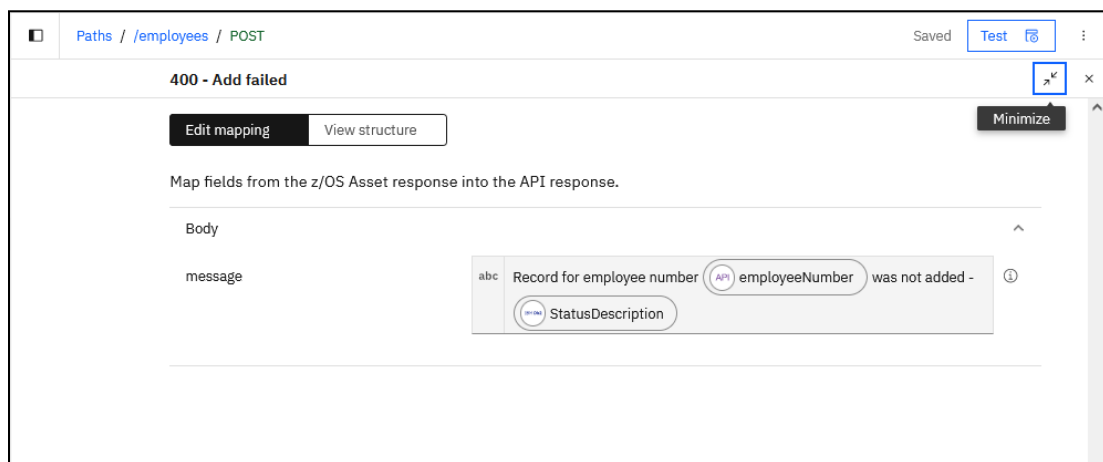 Paths / /employees / POST
Saved
Test
400 - Add failed
Minimize
Edit mapping
View structure
Map fields from the z/OS Asset response into the API response.
Body
message
abc
Record for employee number API employeeNumber was not added -
StatusDescription